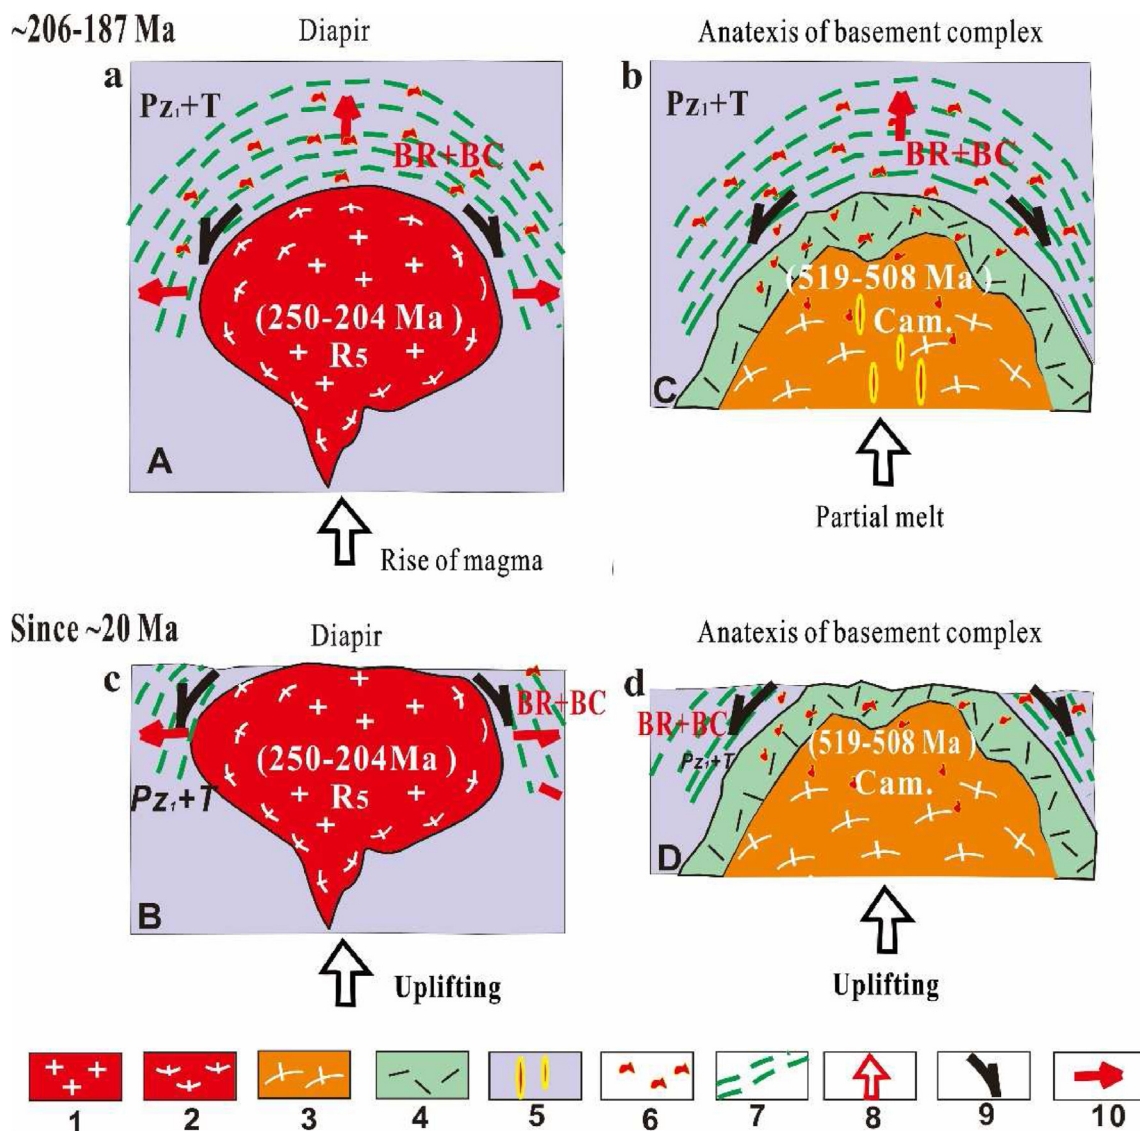 ~206-187 Ma
Diapir
Anatexis of basement complex
a
Pz₁+T
BR+BC
(250-204 Ma )
R5
A
Rise of magma
b
Pz₁+T
BR+BC
(519-508 Ma )
Cam.
C
Partial melt
Since ~20 Ma
Diapir
Anatexis of basement complex
c
BR+BC
(250-204Ma )
R5
Pz₁+T
B
Uplifting
d
BR+BC
Pz₁+T
(519-508 Ma )
Cam.
D
Uplifting
1 2 3 4 5 6 7 8 9 10